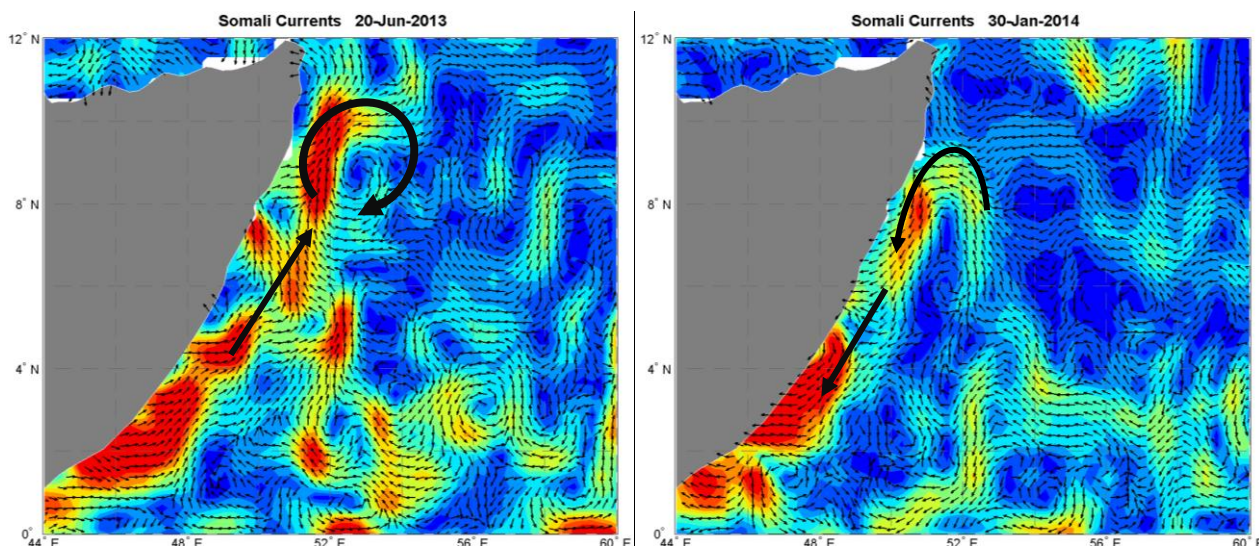 Somali Currents 20-Jun-2013
12° N
8° N
4° N
0°
44° E
48° E
52° E
56° E
60° E
Somali Currents 30-Jan-2014
12° N
8° N
4° N
0°
44° E
48° E
52° E
56° E
60° E